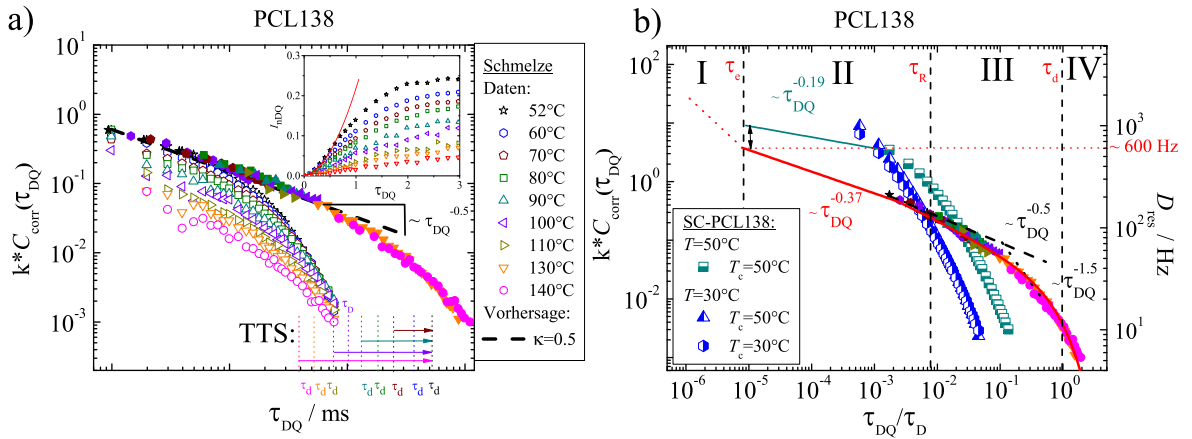 a)
PCL138
k*C_corr(τ_DQ)
10^1
10^0
10^-1
10^-2
10^-3
I_nDQ
0.3
0.2
0.1
0.0
0
1
2
3
τ_DQ
~ τ_DQ^-0.5
τ_D
TTS:
τ_d τ_d τ_d τ_d τ_d τ_d τ_d τ_d
τ_DQ / ms
Schmelze
Daten:
52°C
60°C
70°C
80°C
90°C
100°C
110°C
130°C
140°C
Vorhersage:
κ=0.5
b)
PCL138
k*C_corr(τ_DQ)
10^2
10^0
10^-2
I
II
III
IV
τ_e
τ_R
τ_d
~ τ_DQ^-0.19
~ τ_DQ^-0.37
~ τ_DQ^-0.5
~ τ_DQ^-1.5
10^3
~ 600 Hz
10^2
10^1
D_res / Hz
SC-PCL138:
T=50°C
T_c=50°C
T=30°C
T_c=50°C
T_c=30°C
10^-6
10^-5
10^-4
10^-3
10^-2
10^-1
10^0
10^1
τ_DQ/τ_D